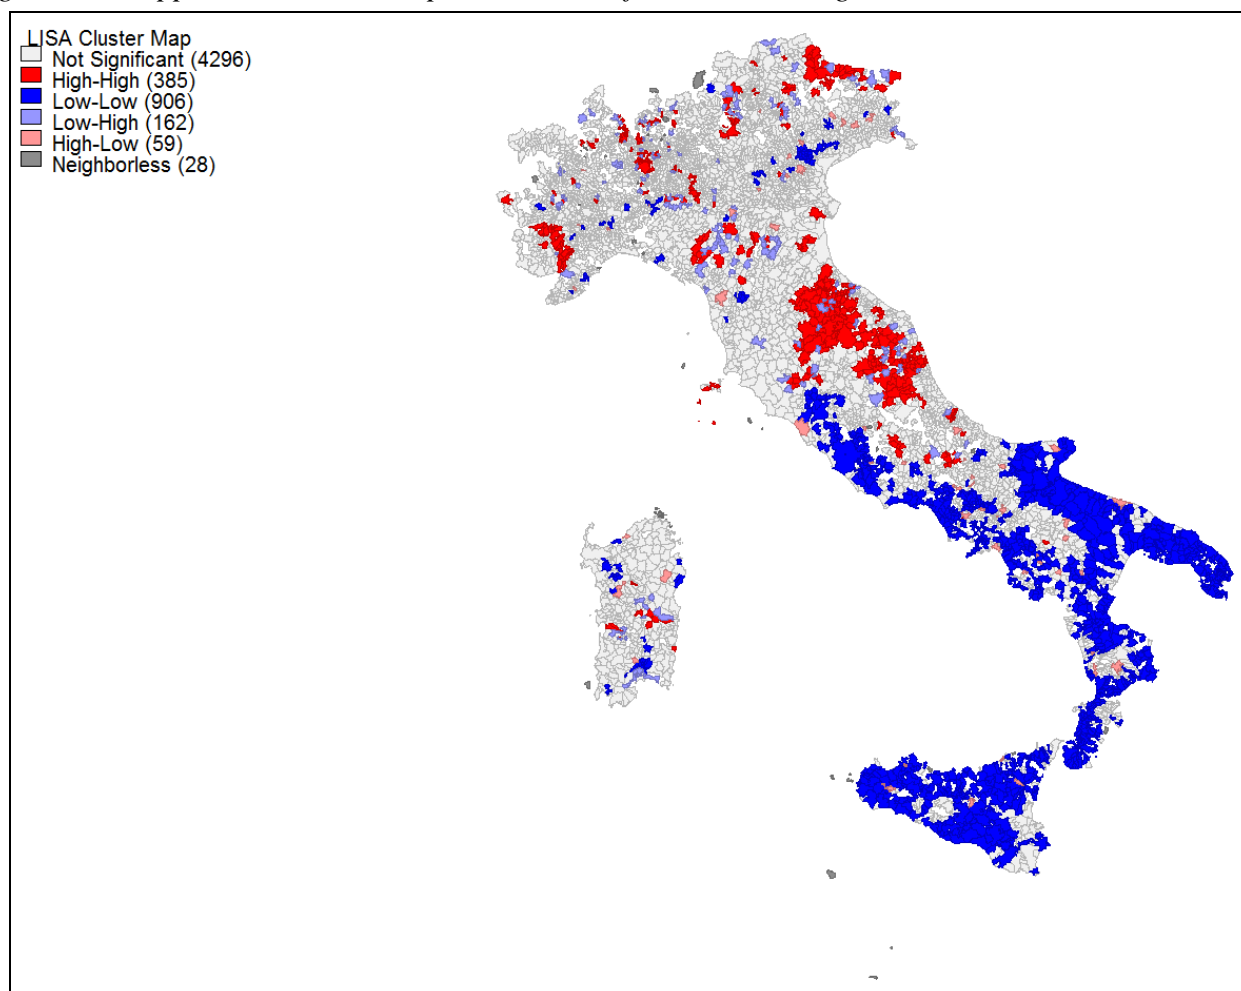 LISA Cluster Map
Not Significant (4296)
High-High (385)
Low-Low (906)
Low-High (162)
High-Low (59)
Neighborless (28)